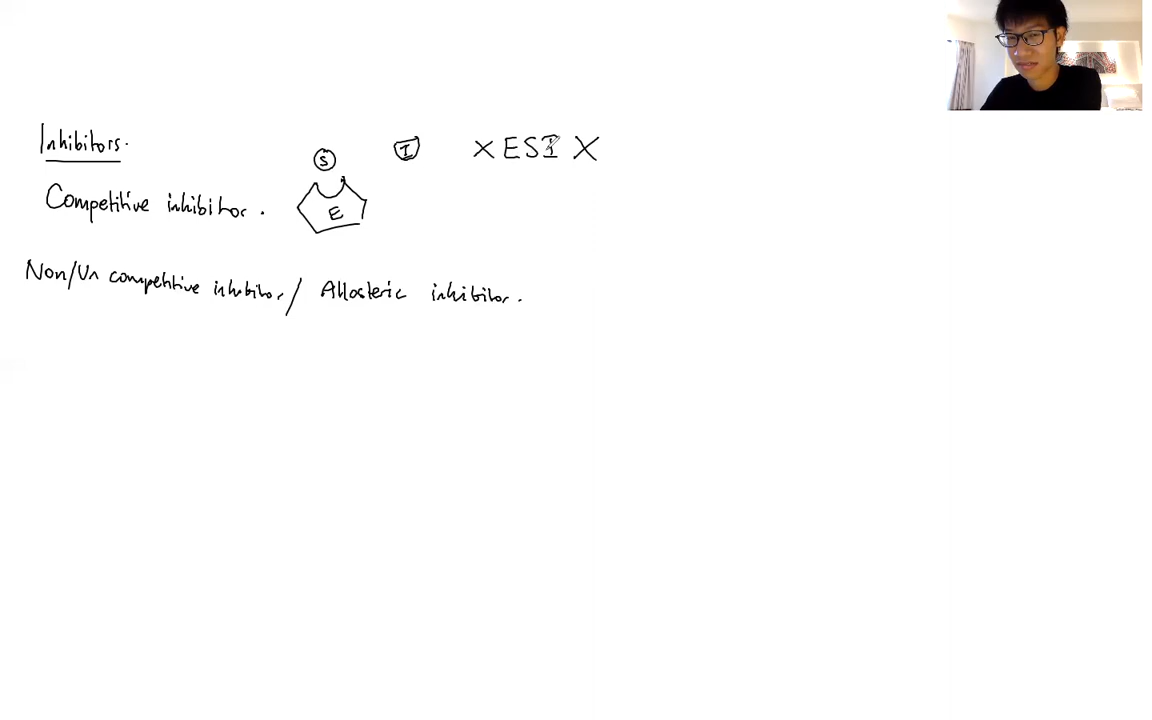 Inhibitors.
S I X ESI X
Competitive inhibitor. E
Non/Un competitive inhibitor/ Allosteric inhibitor.